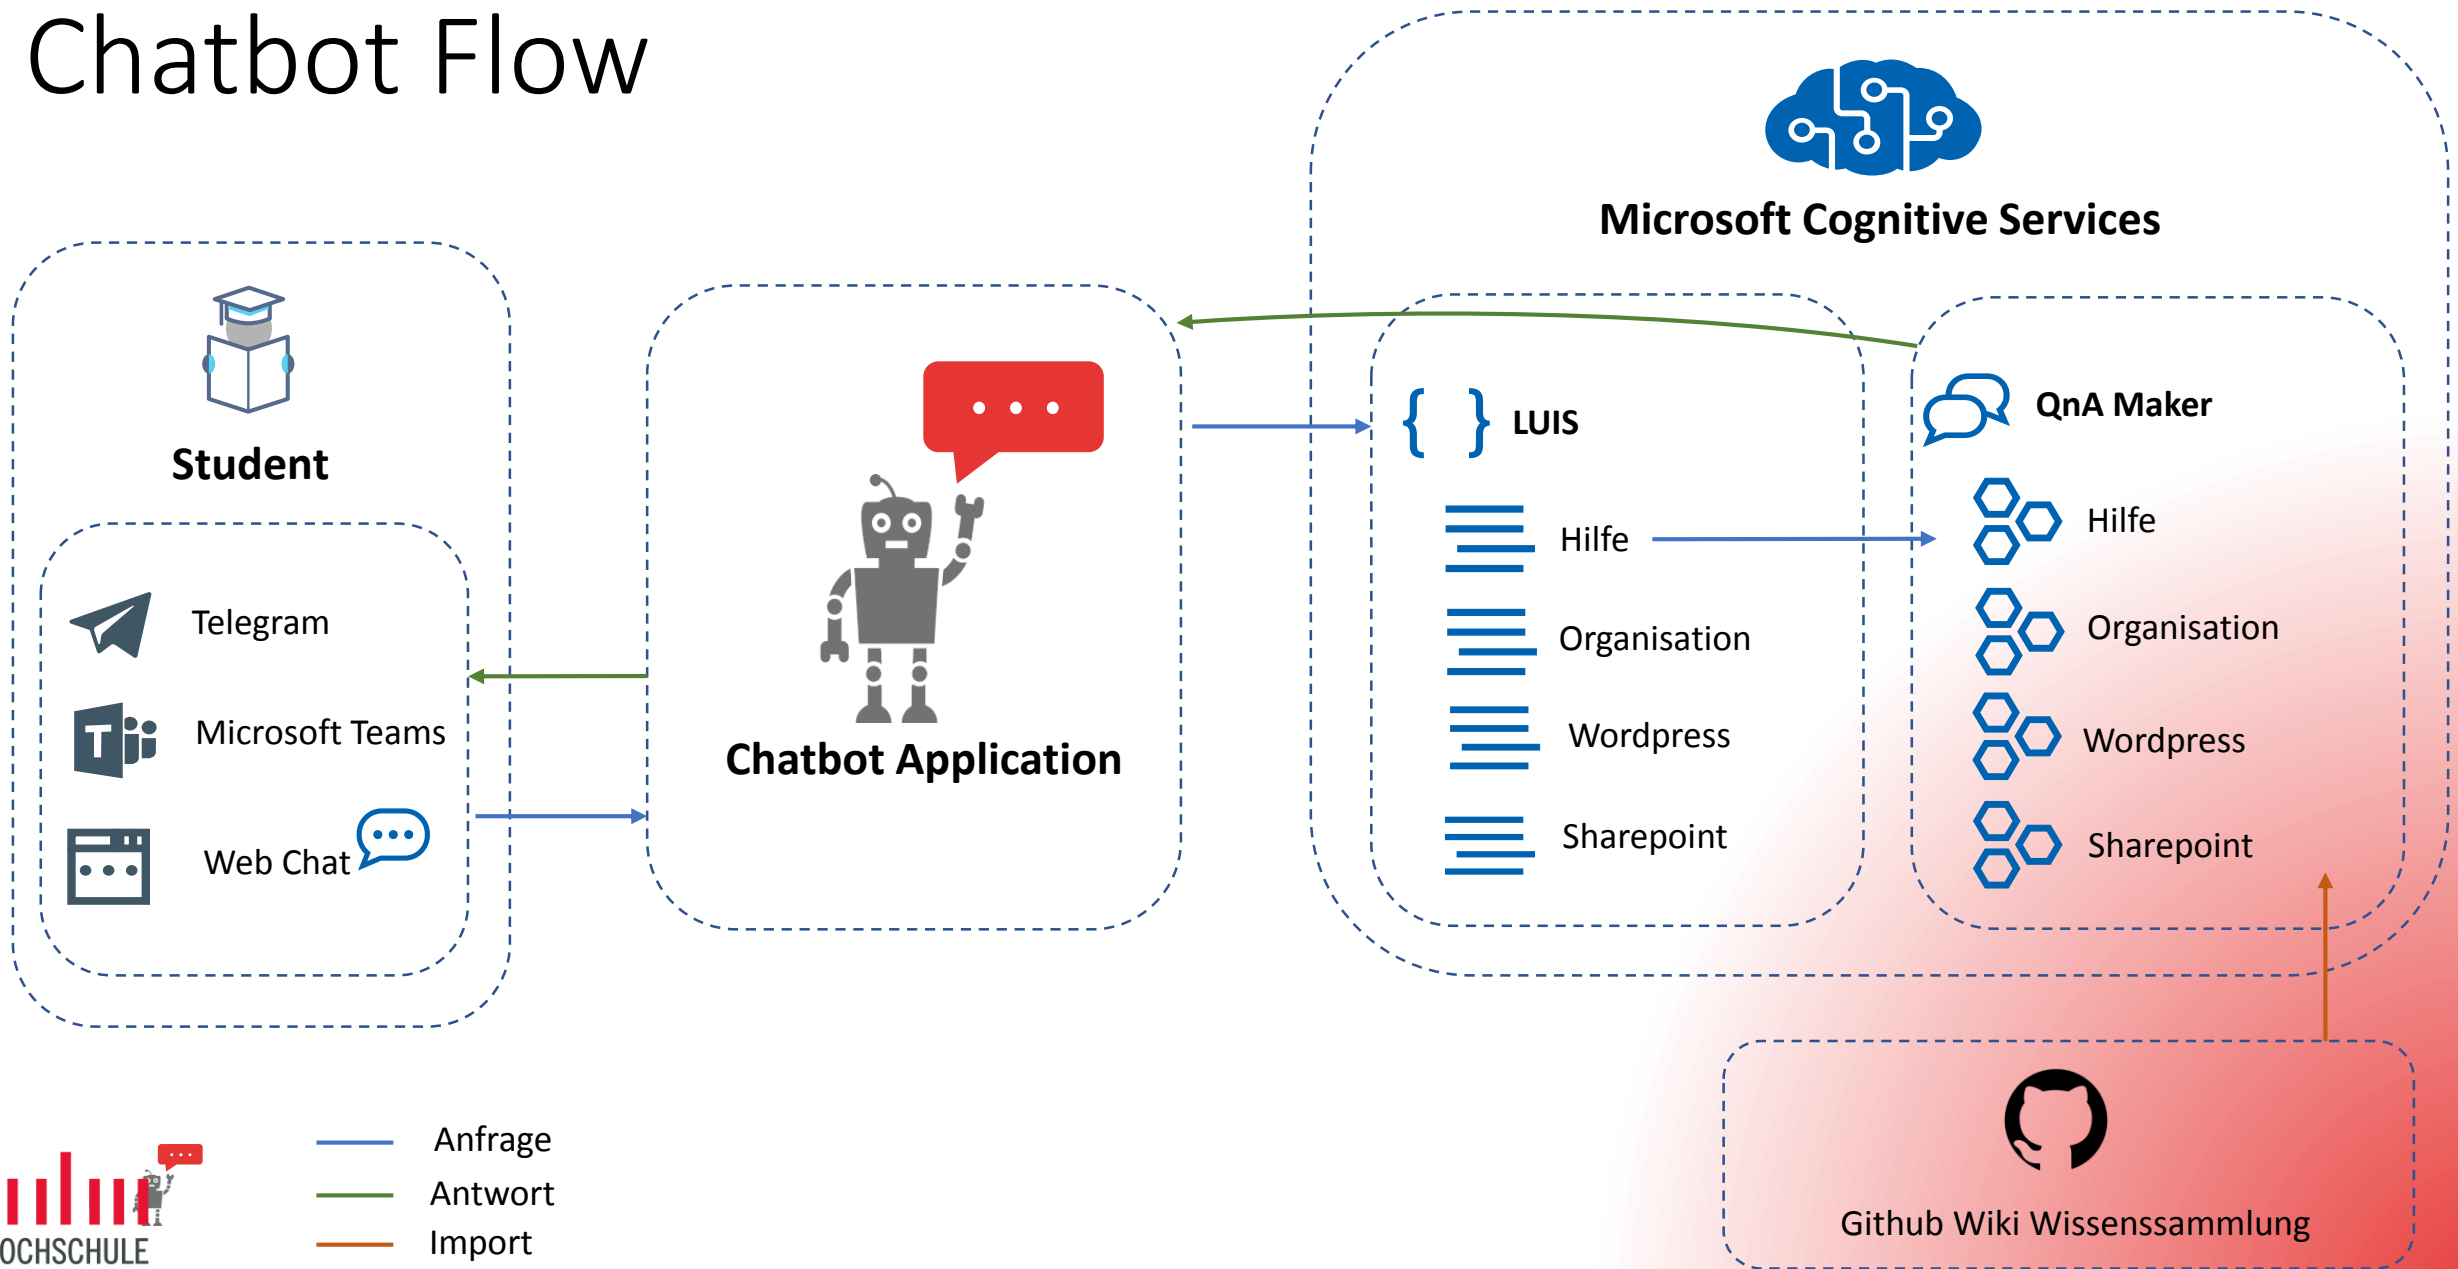 Chatbot Flow
Microsoft Cognitive Services
Student
Telegram
Microsoft Teams
Web Chat
Chatbot Application
{ } LUIS
Hilfe
Organisation
Wordpress
Sharepoint
QnA Maker
Hilfe
Organisation
Wordpress
Sharepoint
Github Wiki Wissenssammlung
Anfrage
Antwort
Import
OCHSCHULE